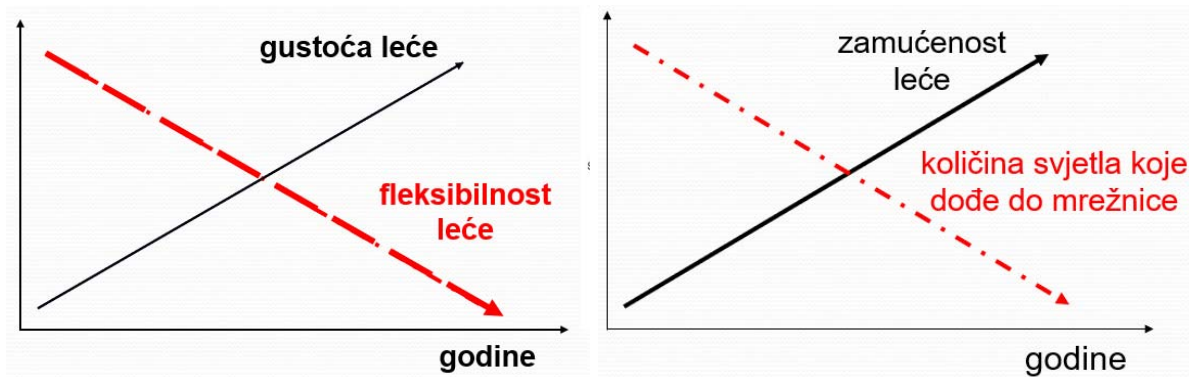 gustoća leće
fleksibilnost
leće
godine
zamućenost
leće
količina svjetla koje
dođe do mrežnice
godine